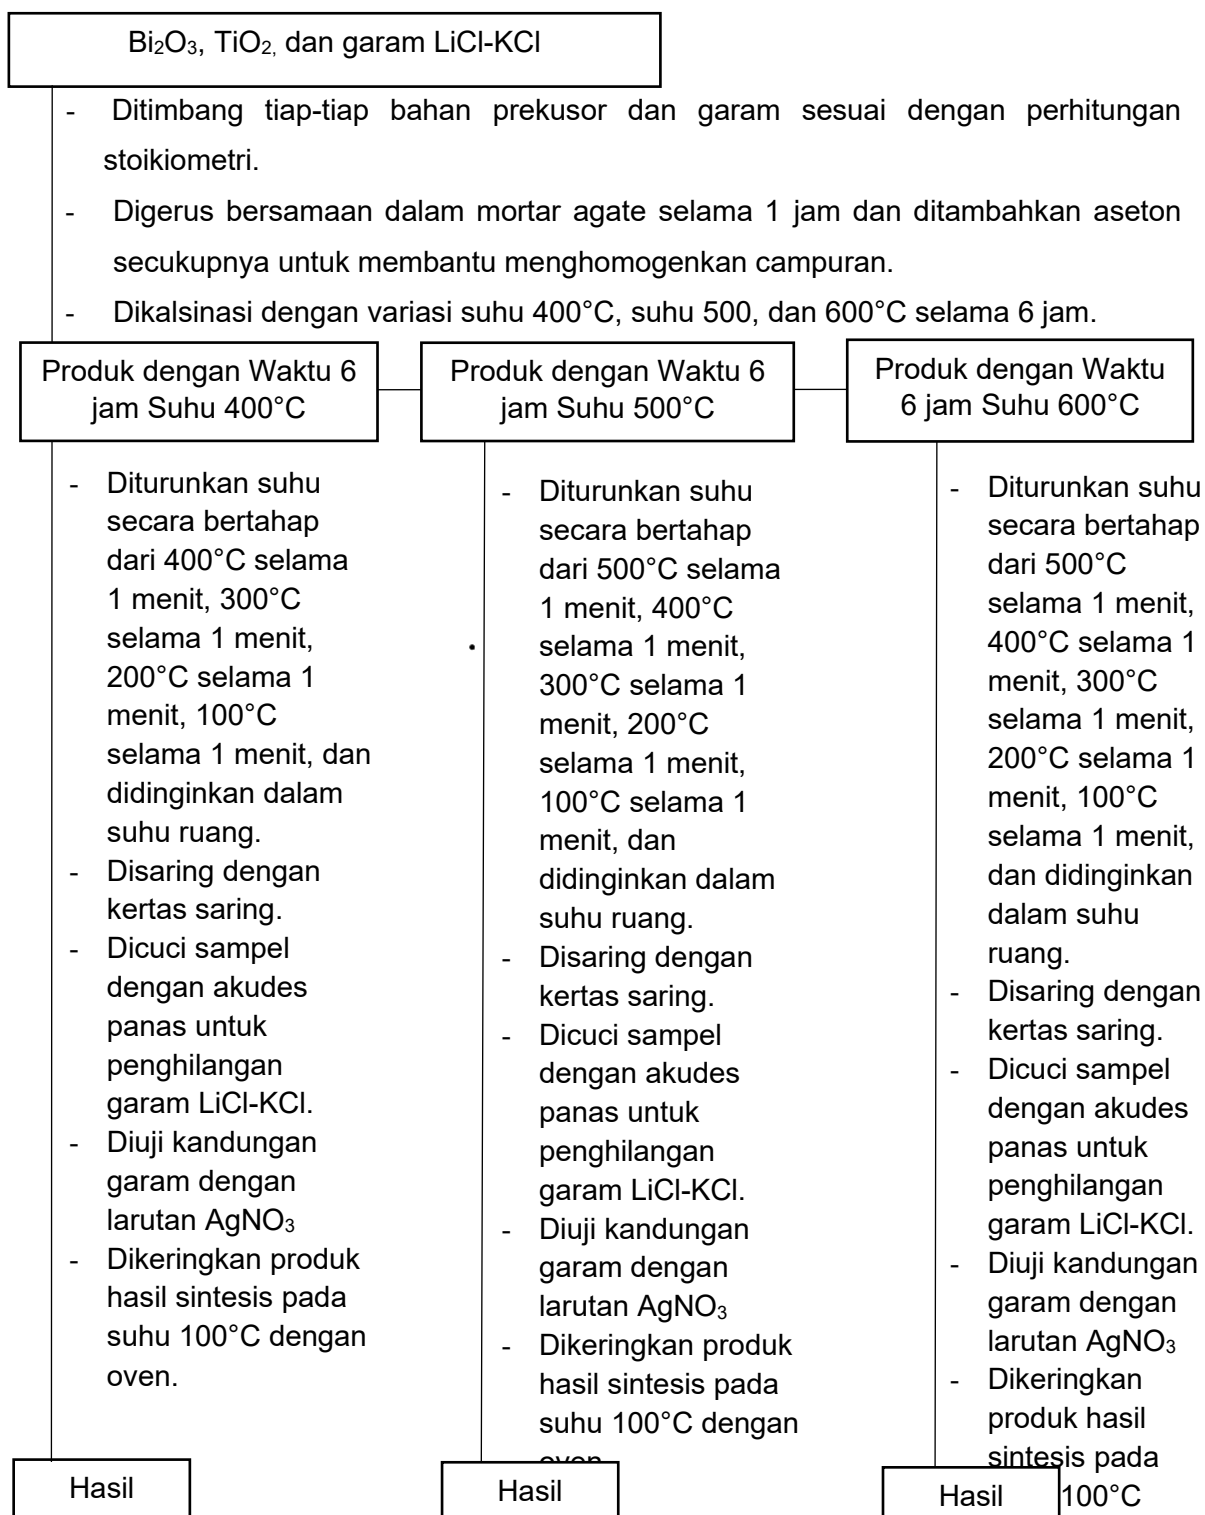 Bi₂O₃, TiO₂, dan garam LiCl-KCl
- Ditimbang tiap-tiap bahan prekusor dan garam sesuai dengan perhitungan
stoikiometri.
- Digerus bersamaan dalam mortar agate selama 1 jam dan ditambahkan aseton
secukupnya untuk membantu menghomogenkan campuran.
- Dikalsinasi dengan variasi suhu 400°C, suhu 500, dan 600°C selama 6 jam.
Produk dengan Waktu 6
jam Suhu 400°C
Produk dengan Waktu 6
jam Suhu 500°C
Produk dengan Waktu
6 jam Suhu 600°C
- Diturunkan suhu
secara bertahap
dari 400°C selama
1 menit, 300°C
selama 1 menit,
200°C selama 1
menit, 100°C
selama 1 menit, dan
didinginkan dalam
suhu ruang.
- Disaring dengan
kertas saring.
- Dicuci sampel
dengan akudes
panas untuk
penghilangan
garam LiCl-KCl.
- Diuji kandungan
garam dengan
larutan AgNO₃
- Dikeringkan produk
hasil sintesis pada
suhu 100°C dengan
oven.
Hasil
- Diturunkan suhu
secara bertahap
dari 500°C selama
1 menit, 400°C
selama 1 menit,
300°C selama 1
menit, 200°C
selama 1 menit,
100°C selama 1
menit, dan
didinginkan dalam
suhu ruang.
- Disaring dengan
kertas saring.
- Dicuci sampel
dengan akudes
panas untuk
penghilangan
garam LiCl-KCl.
- Diuji kandungan
garam dengan
larutan AgNO₃
- Dikeringkan produk
hasil sintesis pada
suhu 100°C dengan
Hasil
- Diturunkan suhu
secara bertahap
dari 500°C
selama 1 menit,
400°C selama 1
menit, 300°C
selama 1 menit,
200°C selama 1
menit, 100°C
selama 1 menit,
dan didinginkan
dalam suhu
ruang.
- Disaring dengan
kertas saring.
- Dicuci sampel
dengan akudes
panas untuk
penghilangan
garam LiCl-KCl.
- Diuji kandungan
garam dengan
larutan AgNO₃
- Dikeringkan
produk hasil
sintesis pada
100°C
Hasil